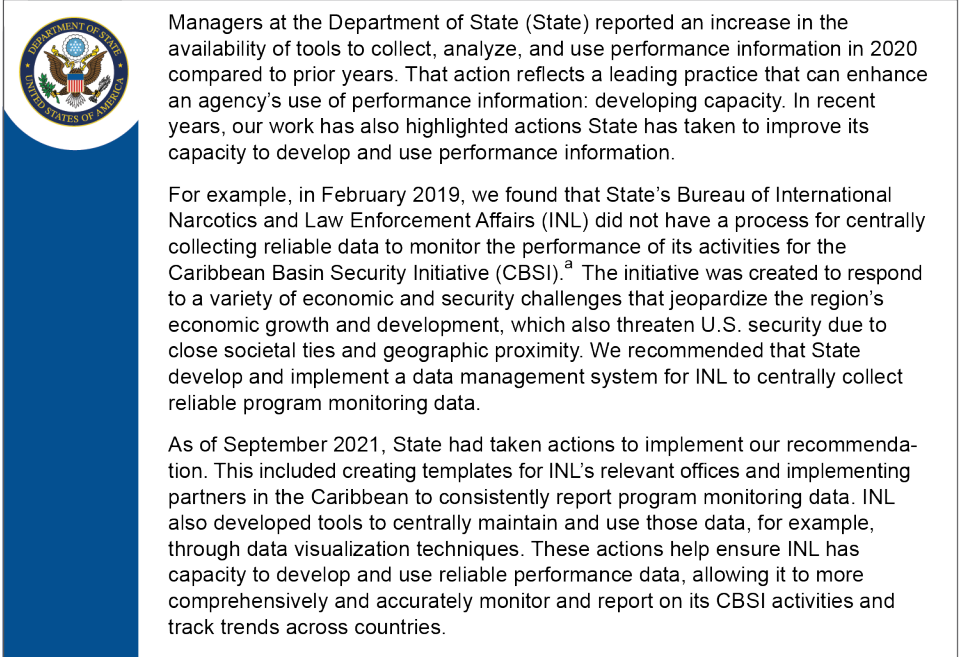 DEPARTMENT OF STATE
UNITED STATES OF AMERICA
Managers at the Department of State (State) reported an increase in the
availability of tools to collect, analyze, and use performance information in 2020
compared to prior years. That action reflects a leading practice that can enhance
an agency’s use of performance information: developing capacity. In recent
years, our work has also highlighted actions State has taken to improve its
capacity to develop and use performance information.
For example, in February 2019, we found that State’s Bureau of International
Narcotics and Law Enforcement Affairs (INL) did not have a process for centrally
collecting reliable data to monitor the performance of its activities for the
Caribbean Basin Security Initiative (CBSI).a The initiative was created to respond
to a variety of economic and security challenges that jeopardize the region’s
economic growth and development, which also threaten U.S. security due to
close societal ties and geographic proximity. We recommended that State
develop and implement a data management system for INL to centrally collect
reliable program monitoring data.
As of September 2021, State had taken actions to implement our recommenda-
tion. This included creating templates for INL’s relevant offices and implementing
partners in the Caribbean to consistently report program monitoring data. INL
also developed tools to centrally maintain and use those data, for example,
through data visualization techniques. These actions help ensure INL has
capacity to develop and use reliable performance data, allowing it to more
comprehensively and accurately monitor and report on its CBSI activities and
track trends across countries.